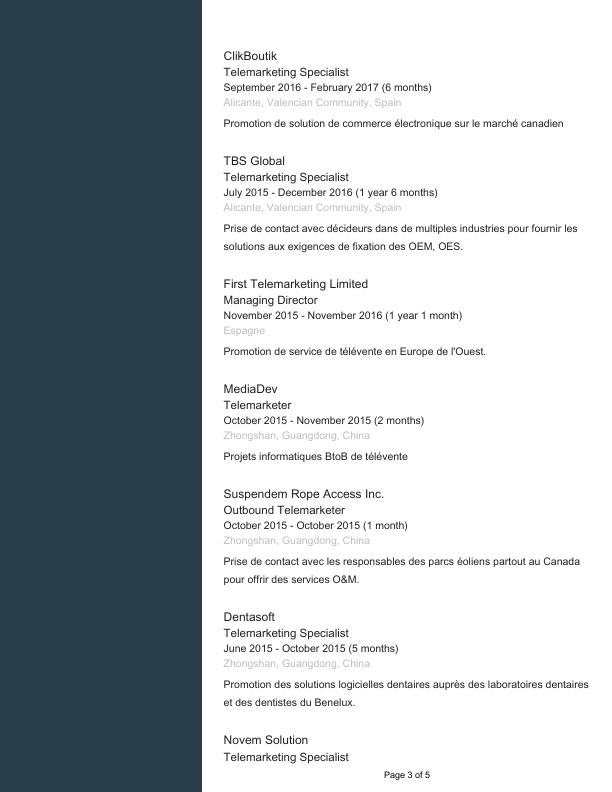 ClikBoutik
Telemarketing Specialist
September 2016 - February 2017 (6 months)
Alicante, Valencian Community, Spain
Promotion de solution de commerce électronique sur le marché canadien
TBS Global
Telemarketing Specialist
July 2015 - December 2016 (1 year 6 months)
Alicante, Valencian Community, Spain
Prise de contact avec décideurs dans de multiples industries pour fournir les
solutions aux exigences de fixation des OEM, OES.
First Telemarketing Limited
Managing Director
November 2015 - November 2016 (1 year 1 month)
Espagne
Promotion de service de télévente en Europe de l'Ouest.
MediaDev
Telemarketer
October 2015 - November 2015 (2 months)
Zhongshan, Guangdong, China
Projets informatiques BtoB de télévente
Suspendem Rope Access Inc.
Outbound Telemarketer
October 2015 - October 2015 (1 month)
Zhongshan, Guangdong, China
Prise de contact avec les responsables des parcs éoliens partout au Canada
pour offrir des services O&M.
Dentasoft
Telemarketing Specialist
June 2015 - October 2015 (5 months)
Zhongshan, Guangdong, China
Promotion des solutions logicielles dentaires auprès des laboratoires dentaires
et des dentistes du Benelux.
Novem Solution
Telemarketing Specialist
Page 3 of 5